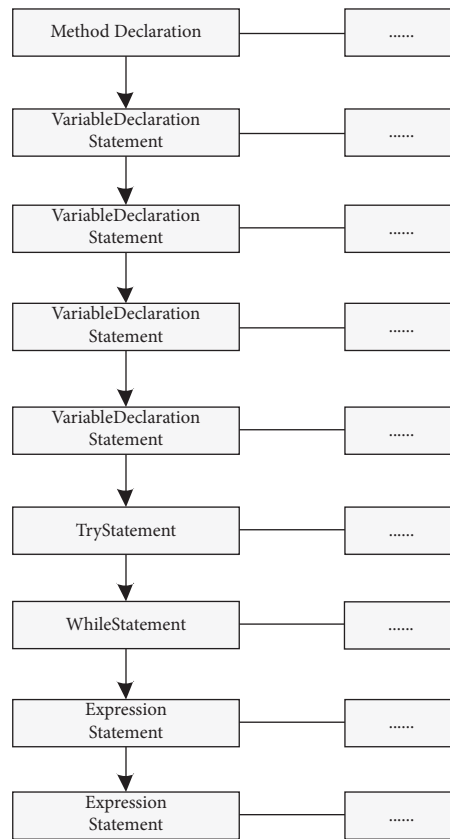 Method Declaration ......
VariableDeclaration
Statement ......
VariableDeclaration
Statement ......
VariableDeclaration
Statement ......
VariableDeclaration
Statement ......
TryStatement ......
WhileStatement ......
Expression
Statement ......
Expression
Statement ......